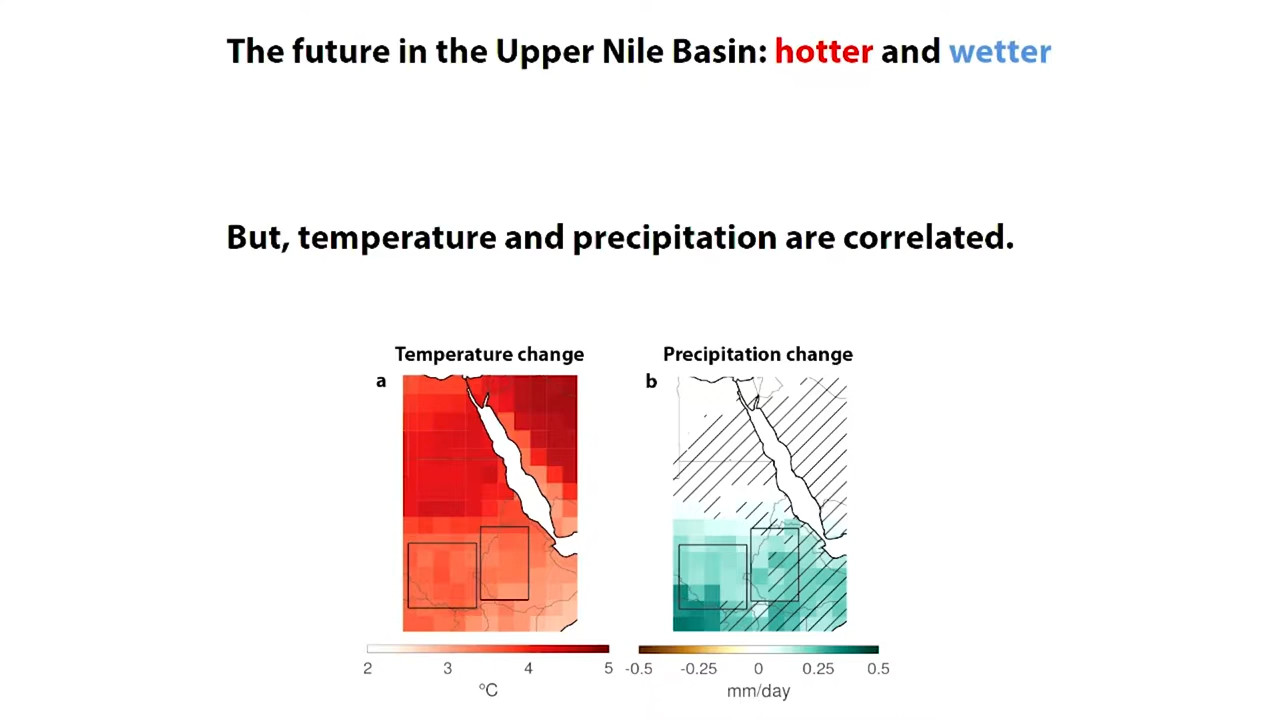 The future in the Upper Nile Basin: hotter and wetter
But, temperature and precipitation are correlated.
Temperature change
Precipitation change
a
b
2 3 4 5
ºC
-0.5 -0.25 0 0.25 0.5
mm/day